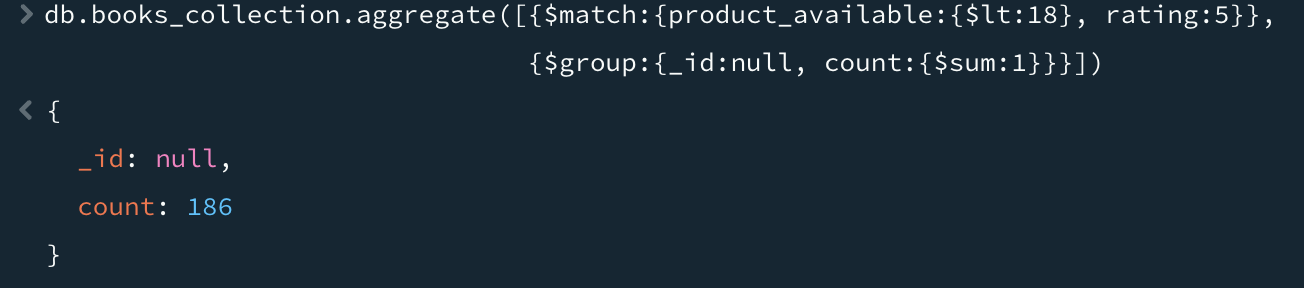 > db.books_collection.aggregate([{$match:{product_available:{$lt:18}, rating:5}},
{$group:{_id:null, count:{$sum:1}}}])
< {
_id: null,
count: 186
}